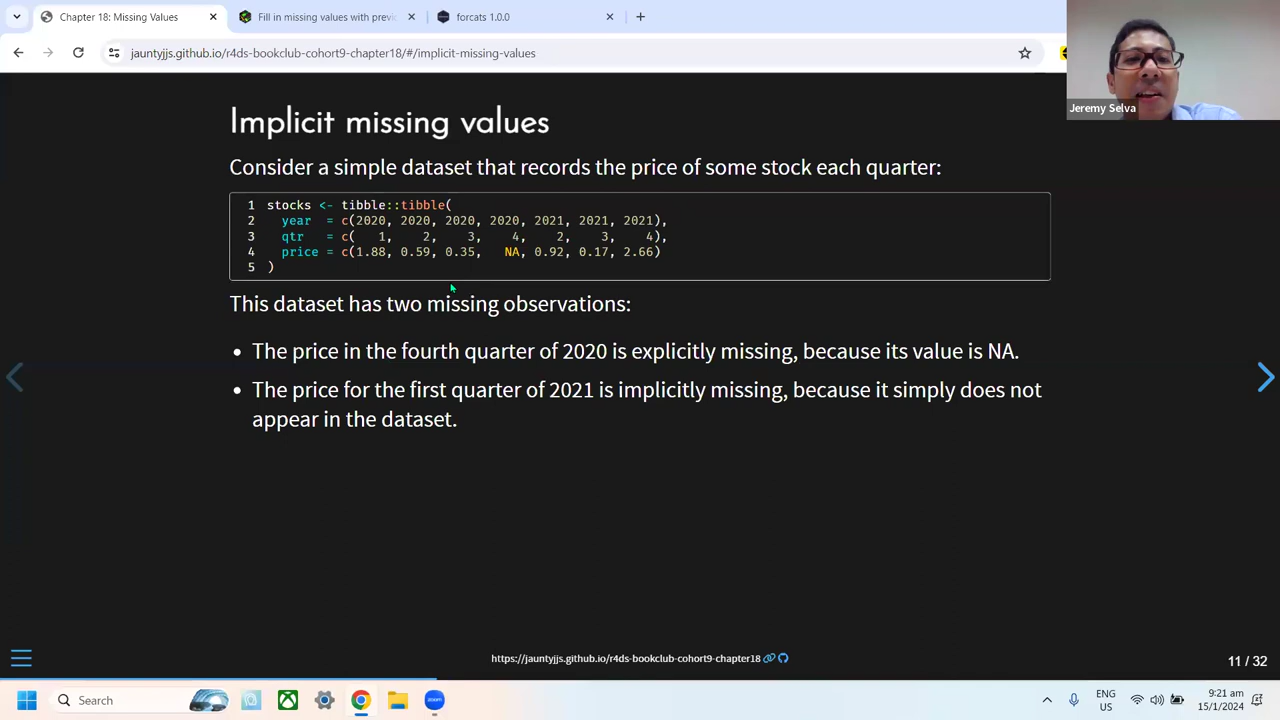 Chapter 18: Missing Values
Fill in missing values with previ
forcats 1.0.0
jauntyjjs.github.io/r4ds-bookclub-cohort9-chapter18/#/implicit-missing-values
Jeremy Selva
Implicit missing values
Consider a simple dataset that records the price of some stock each quarter:
1 stocks <- tibble::tibble(
2 year = c(2020, 2020, 2020, 2020, 2021, 2021, 2021),
3 qtr = c( 1, 2, 3, 4, 2, 3, 4),
4 price = c(1.88, 0.59, 0.35, NA, 0.92, 0.17, 2.66)
5 )
This dataset has two missing observations:
• The price in the fourth quarter of 2020 is explicitly missing, because its value is NA.
• The price for the first quarter of 2021 is implicitly missing, because it simply does not
appear in the dataset.
https://jauntyjjs.github.io/r4ds-bookclub-cohort9-chapter18
11 / 32
Search
zoom
ENG
US
9:21 am
15/1/2024